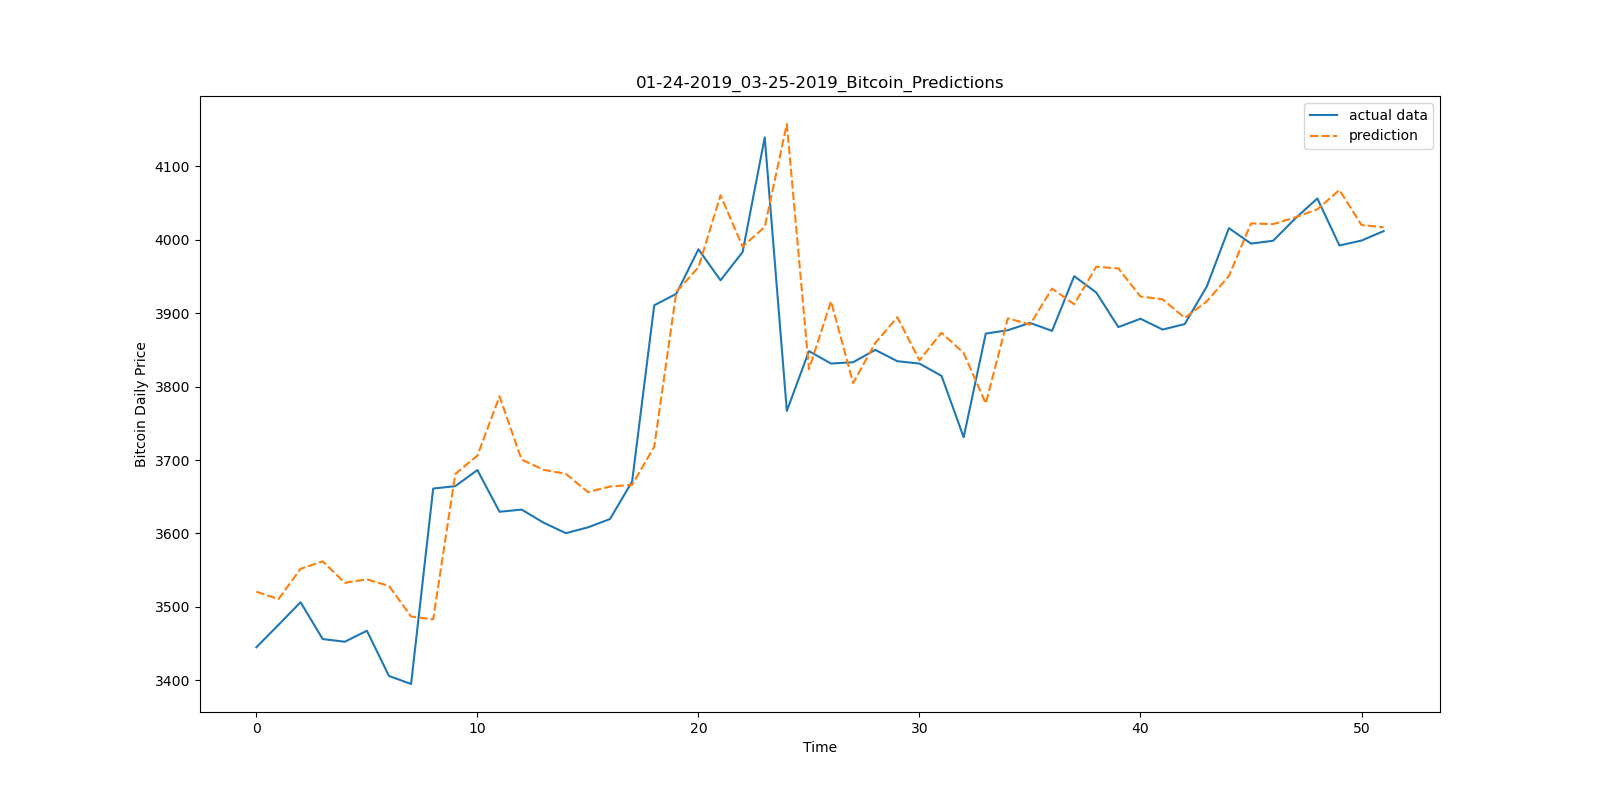 01-24-2019_03-25-2019_Bitcoin_Predictions
actual data
prediction
Bitcoin Daily Price
4100
4000
3900
3800
3700
3600
3500
3400
0 10 20 30 40 50
Time